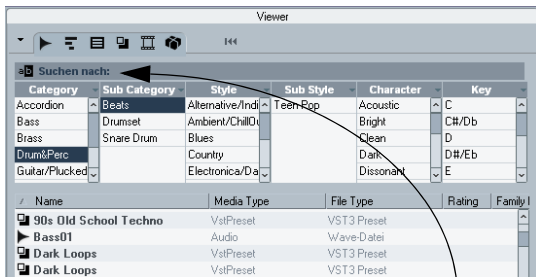 Viewer
ab Suchen nach:
Category Sub Category Style Sub Style Character Key
Accordion Beats Alternative/Indi Teen Pop Acoustic C
Bass Drumset Ambient/ChillOu Bright C#/Db
Brass Snare Drum Blues Clean D
Drum&Perc Country Dark D#/Eb
Guitar/Plucked Electronica/Da Dissonant E
Name Media Type File Type Rating Family
90s Old School Techno VstPreset VST3 Preset
Bass01 Audio Wave-Datei
Dark Loops VstPreset VST3 Preset
Dark Loops VstPreset VST3 Preset